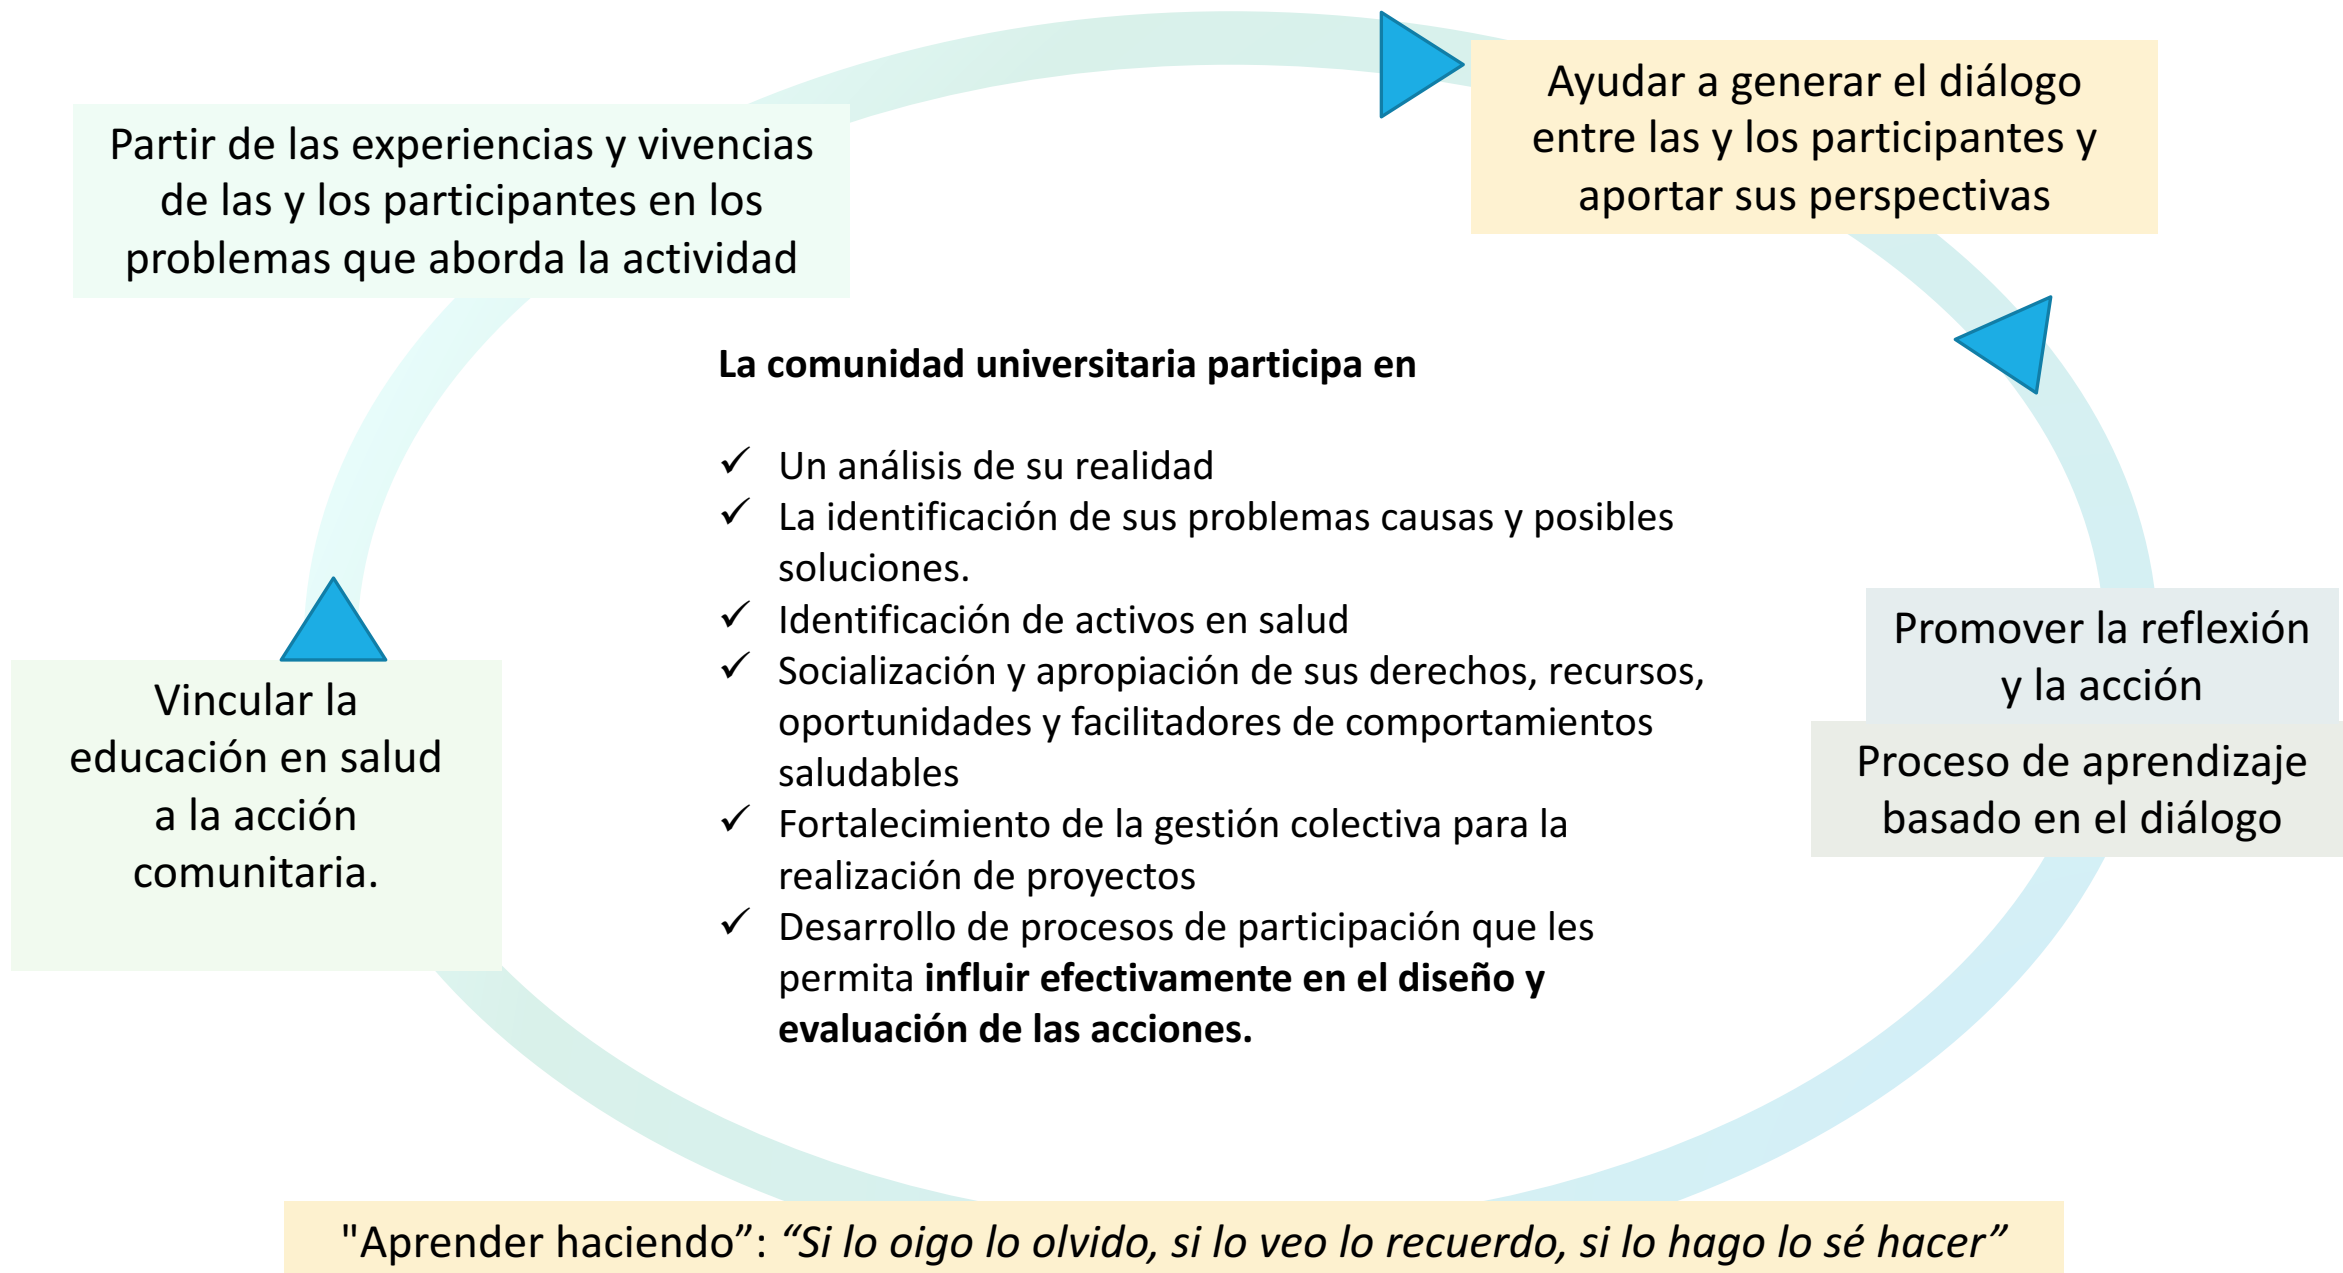 Partir de las experiencias y vivencias
de las y los participantes en los
problemas que aborda la actividad
Ayudar a generar el diálogo
entre las y los participantes y
aportar sus perspectivas
La comunidad universitaria participa en
✓ Un análisis de su realidad
✓ La identificación de sus problemas causas y posibles
soluciones.
✓ Identificación de activos en salud
✓ Socialización y apropiación de sus derechos, recursos,
oportunidades y facilitadores de comportamientos
saludables
✓ Fortalecimiento de la gestión colectiva para la
realización de proyectos
✓ Desarrollo de procesos de participación que les
permita influir efectivamente en el diseño y
evaluación de las acciones.
Promover la reflexión
y la acción
Proceso de aprendizaje
basado en el diálogo
Vincular la
educación en salud
a la acción
comunitaria.
"Aprender haciendo”: “Si lo oigo lo olvido, si lo veo lo recuerdo, si lo hago lo sé hacer”